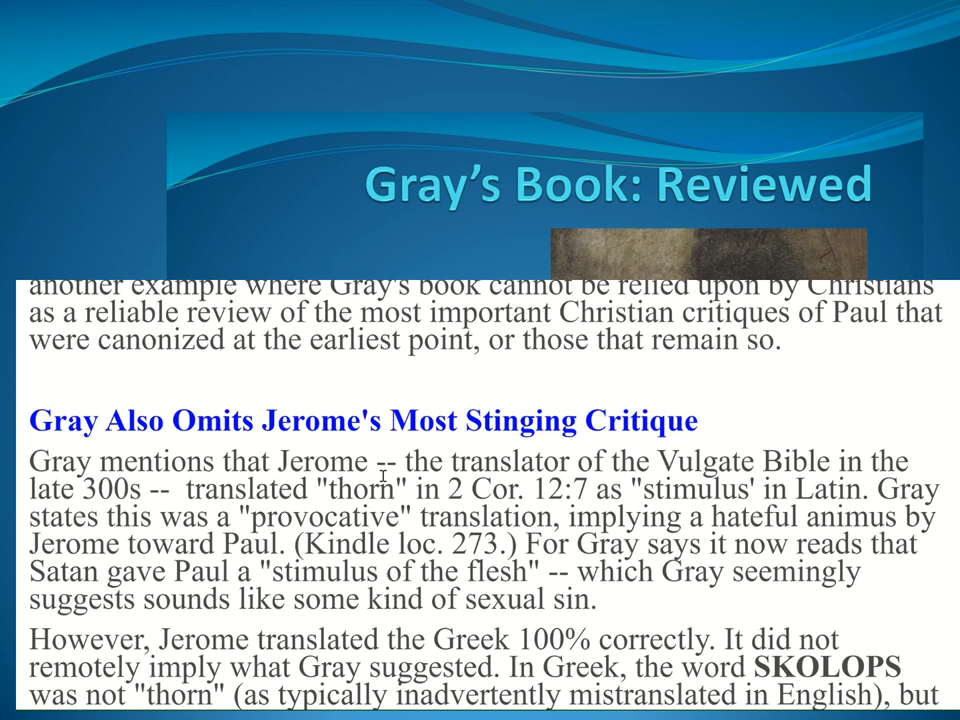 Gray's Book: Reviewed
another example where Gray's book cannot be relied upon by Christians
as a reliable review of the most important Christian critiques of Paul that
were canonized at the earliest point, or those that remain so.
Gray Also Omits Jerome's Most Stinging Critique
Gray mentions that Jerome -- the translator of the Vulgate Bible in the
late 300s -- translated "thorn" in 2 Cor. 12:7 as "stimulus' in Latin. Gray
states this was a "provocative" translation, implying a hateful animus by
Jerome toward Paul. (Kindle loc. 273.) For Gray says it now reads that
Satan gave Paul a "stimulus of the flesh" -- which Gray seemingly
suggests sounds like some kind of sexual sin.
However, Jerome translated the Greek 100% correctly. It did not
remotely imply what Gray suggested. In Greek, the word SKOLOPS
was not "thorn" (as typically inadvertently mistranslated in English), but